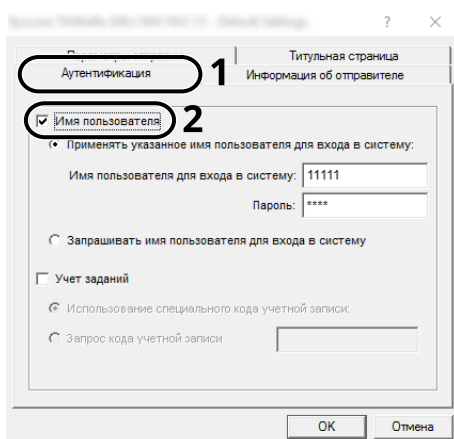 Титульная страница
Аутентификация
1
Информация об отправителе
Имя пользователя
2
Применять указанное имя пользователя для входа в систему:
Имя пользователя для входа в систему: 11111
Пароль: ****
Запрашивать имя пользователя для входа в систему
Учет заданий
Использование специального кода учетной записи:
Запрос кода учетной записи
OK
Отмена